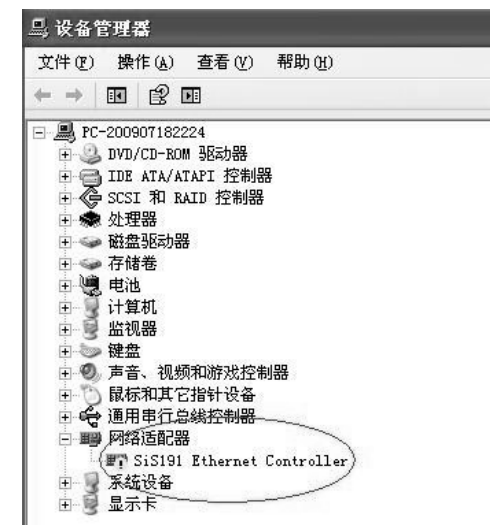 设备管理器
文件(F) 操作(A) 查看(V) 帮助(H)
PC-200907182224
DVD/CD-ROM 驱动器
IDE ATA/ATAPI 控制器
SCSI 和 RAID 控制器
处理器
磁盘驱动器
存储卷
电池
计算机
监视器
键盘
声音、视频和游戏控制器
鼠标和其它指针设备
通用串行总线控制器
网络适配器
SiS191 Ethernet Controller
系统设备
显示卡